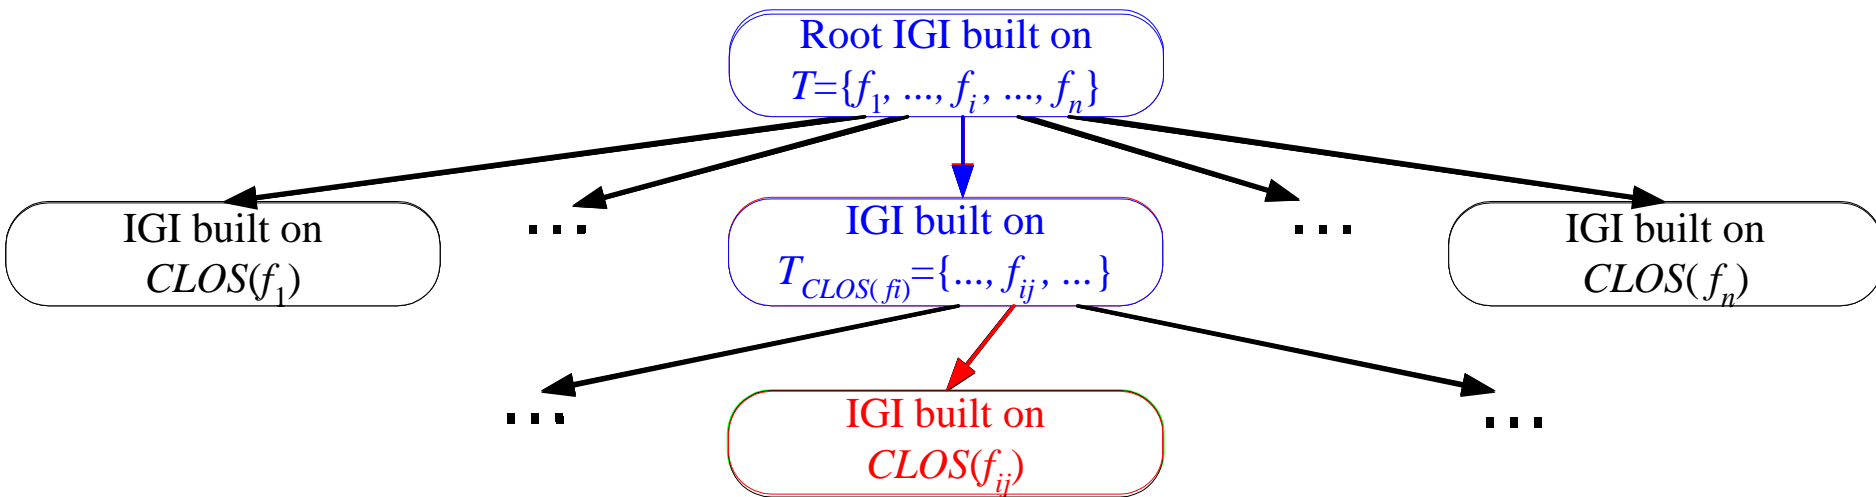 Root IGI built on
T={f1, ..., fi, ..., fn}
IGI built on
CLOS(f1)
...
IGI built on
TCLOS(fi)={..., fij, ...}
...
IGI built on
CLOS(fn)
...
IGI built on
CLOS(fij)
...